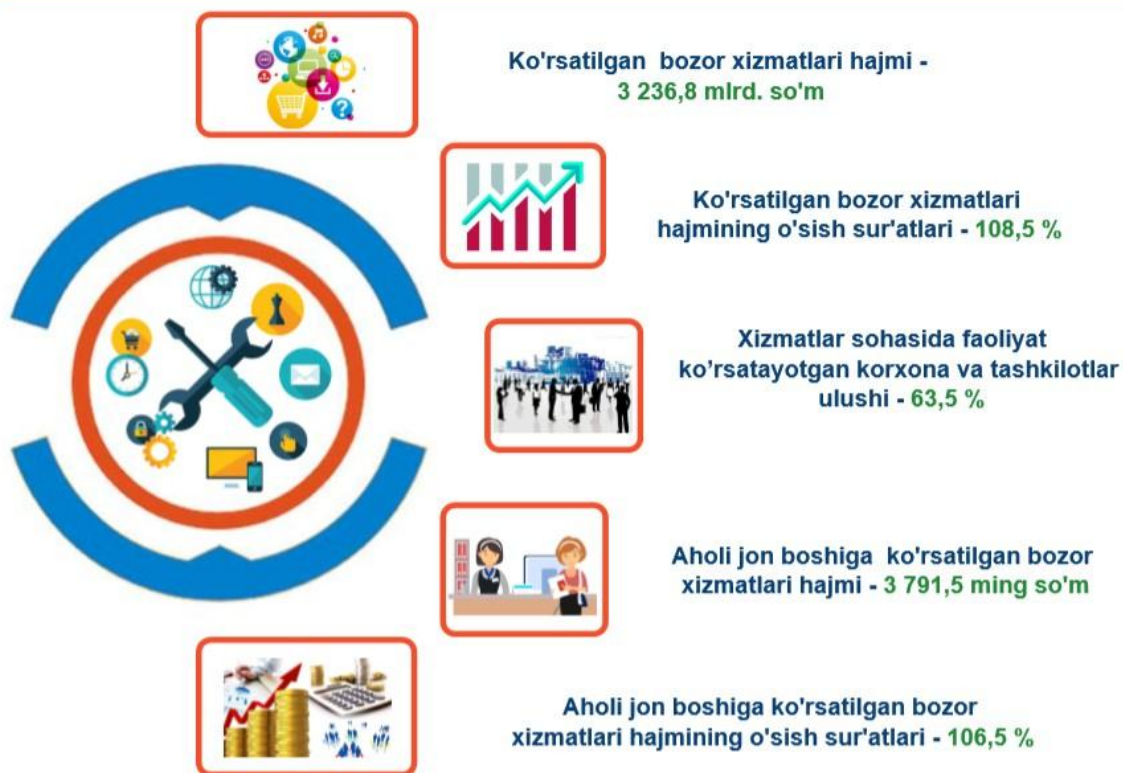 Ko'rsatilgan bozor xizmatlari hajmi -
3 236,8 mlrd. so'm
Ko'rsatilgan bozor xizmatlari
hajmining o'sish sur'atlari - 108,5 %
Xizmatlar sohasida faoliyat
ko’rsatayotgan korxona va tashkilotlar
ulushi - 63,5 %
Aholi jon boshiga ko'rsatilgan bozor
xizmatlari hajmi - 3 791,5 ming so'm
Aholi jon boshiga ko'rsatilgan bozor
xizmatlari hajmining o'sish sur'atlari - 106,5 %